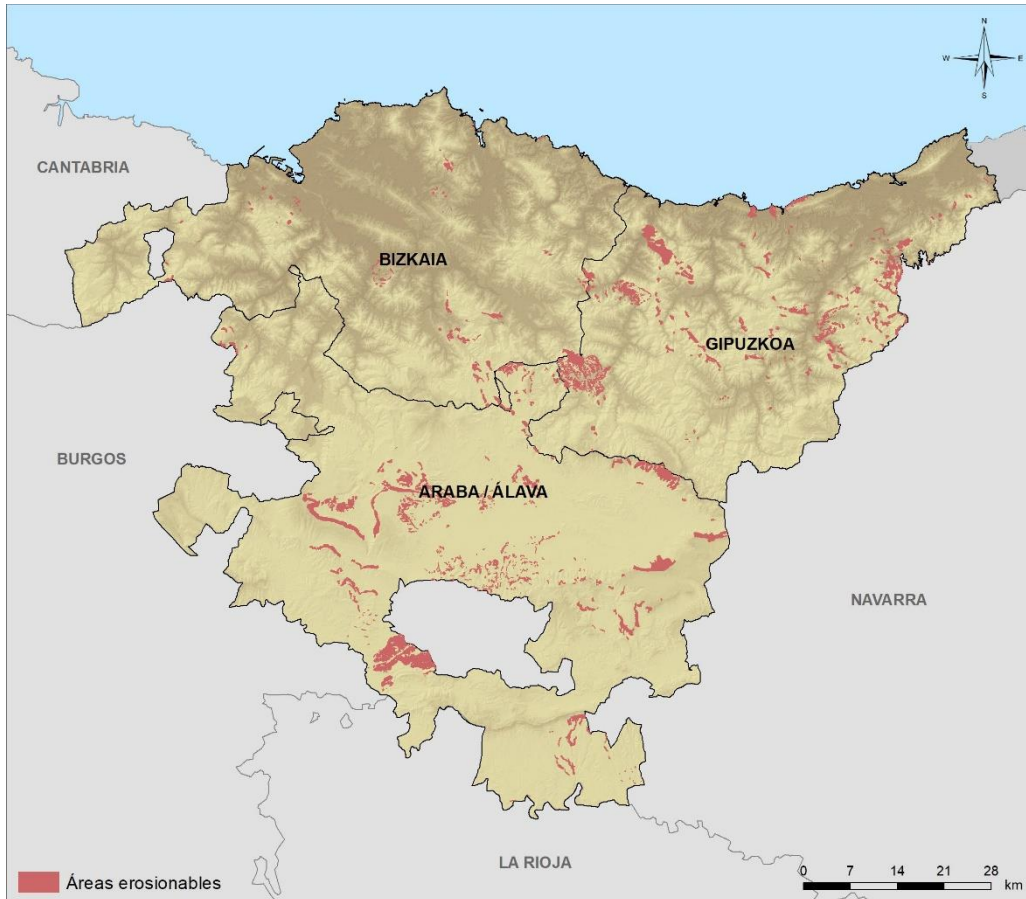 N
W E
S
CANTABRIA
BIZKAIA
GIPUZKOA
BURGOS
ARABA / ÁLAVA
NAVARRA
LA RIOJA
Áreas erosionables
0 7 14 21 28
km